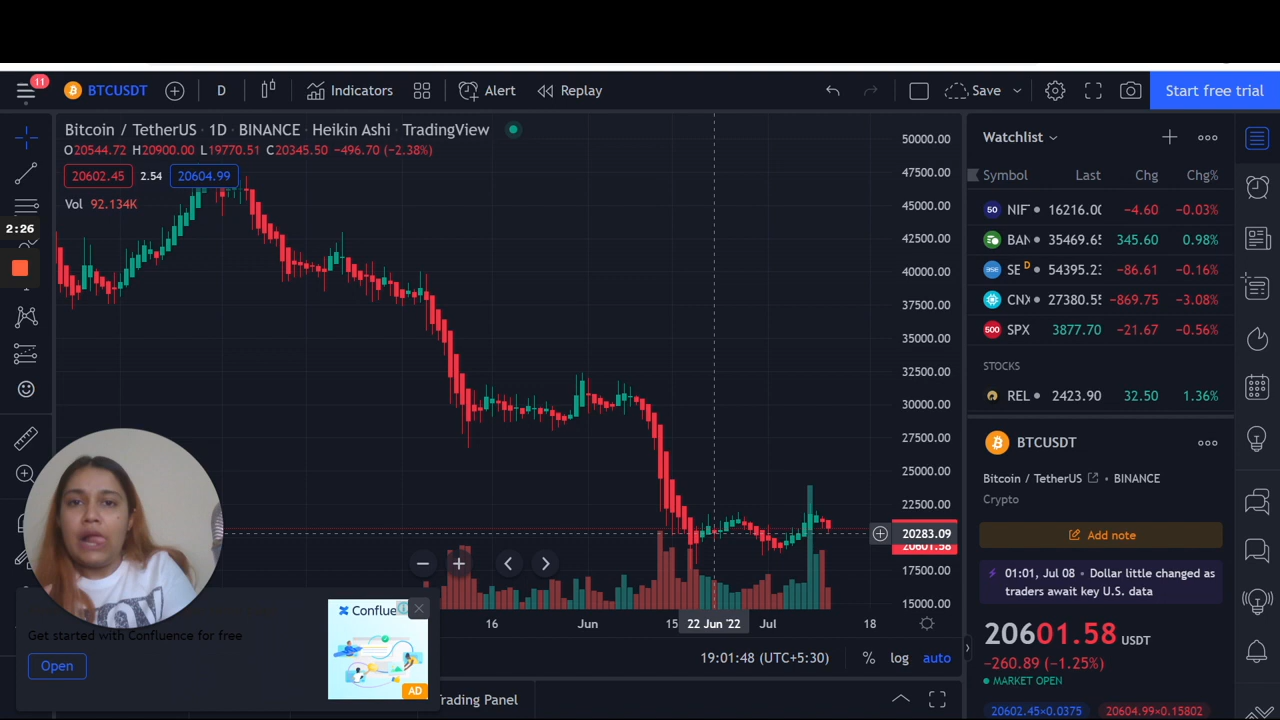 11
BTCUSDT
D
Indicators
Alert
Replay
Save
Start free trial
Bitcoin / TetherUS · 1D · BINANCE · Heikin Ashi · TradingView
O20544.72 H20900.00 L19770.51 C20345.50 −496.70 (−2.38%)
20602.45 2.54 20604.99
Vol 92.134K
2:26
50000.00
47500.00
45000.00
42500.00
40000.00
37500.00
35000.00
32500.00
30000.00
27500.00
25000.00
22500.00
20283.09
20601.58
17500.00
15000.00
16 Jun 15 22 Jun '22 Jul 18
19:01:48 (UTC+5:30) % log auto
Trading Panel
Get started with Confluence for free
Open
Conflue
AD
Watchlist
Symbol Last Chg Chg%
50 NIF 16216.00 −4.60 −0.03%
BAN 35469.65 345.60 0.98%
SE D 54395.23 −86.61 −0.16%
CNX 27380.55 −869.75 −3.08%
500 SPX 3877.70 −21.67 −0.56%
STOCKS
REL 2423.90 32.50 1.36%
BTCUSDT
Bitcoin / TetherUS • BINANCE
Crypto
Add note
01:01, Jul 08 • Dollar little changed as
traders await key U.S. data
20601.58 USDT
−260.89 (−1.25%)
MARKET OPEN
20602.45×0.0375 20604.99×0.15802